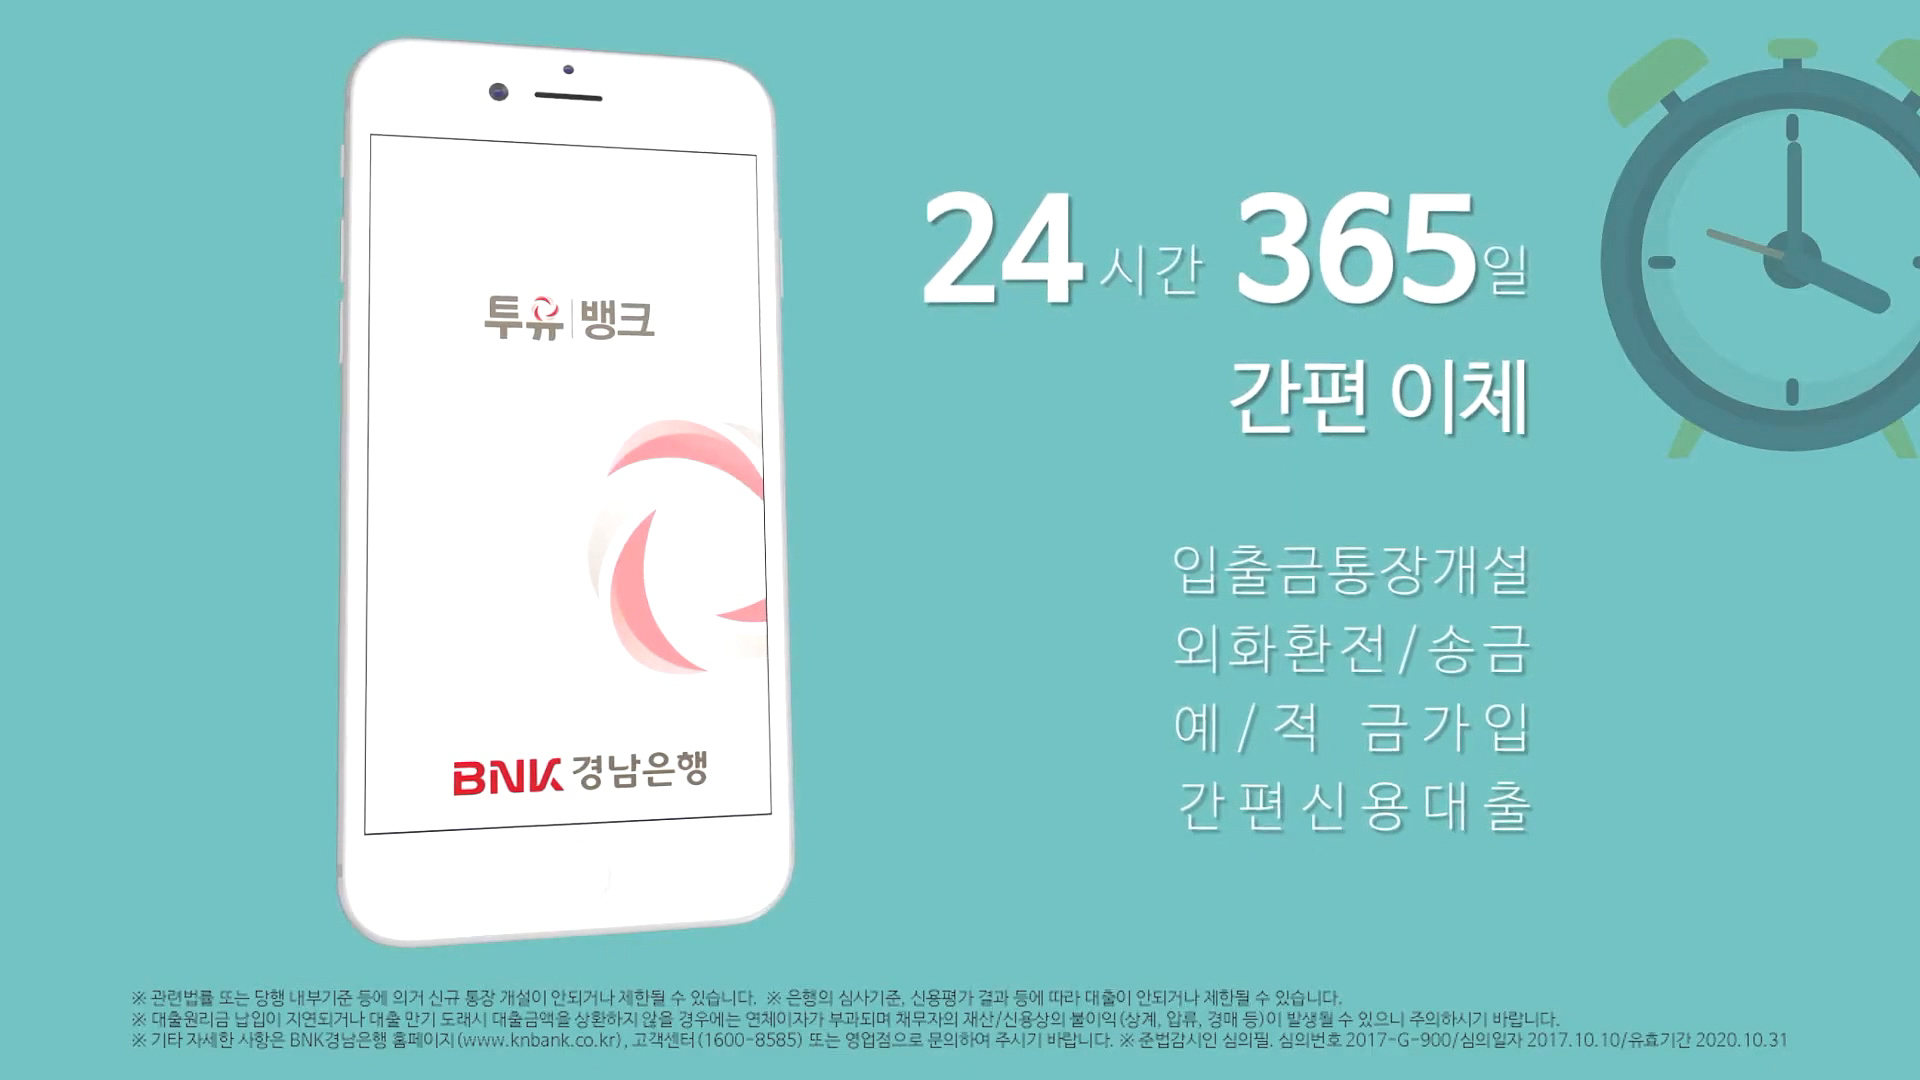 투유 뱅크
BNK 경남은행
24시간 365일
간편 이체
입출금통장개설
외화환전/송금
예/적 금가입
간편신용대출
※ 관련법률 또는 당행 내부기준 등에 의거 신규 통장 개설이 안되거나 제한될 수 있습니다. ※ 은행의 심사기준, 신용평가 결과 등에 따라 대출이 안되거나 제한될 수 있습니다.
※ 대출원리금 납입이 지연되거나 대출 만기 도래시 대출금액을 상환하지 않을 경우에는 연체이자가 부과되며 채무자의 재산/신용상의 불이익(상계, 압류, 경매 등)이 발생될 수 있으니 주의하시기 바랍니다.
※ 기타 자세한 사항은 BNK경남은행 홈페이지(www.knbank.co.kr), 고객센터(1600-8585) 또는 영업점으로 문의하여 주시기 바랍니다. ※ 준법감시인 심의필. 심의번호 2017-G-900/심의일자 2017.10.10/유효기간 2020.10.31